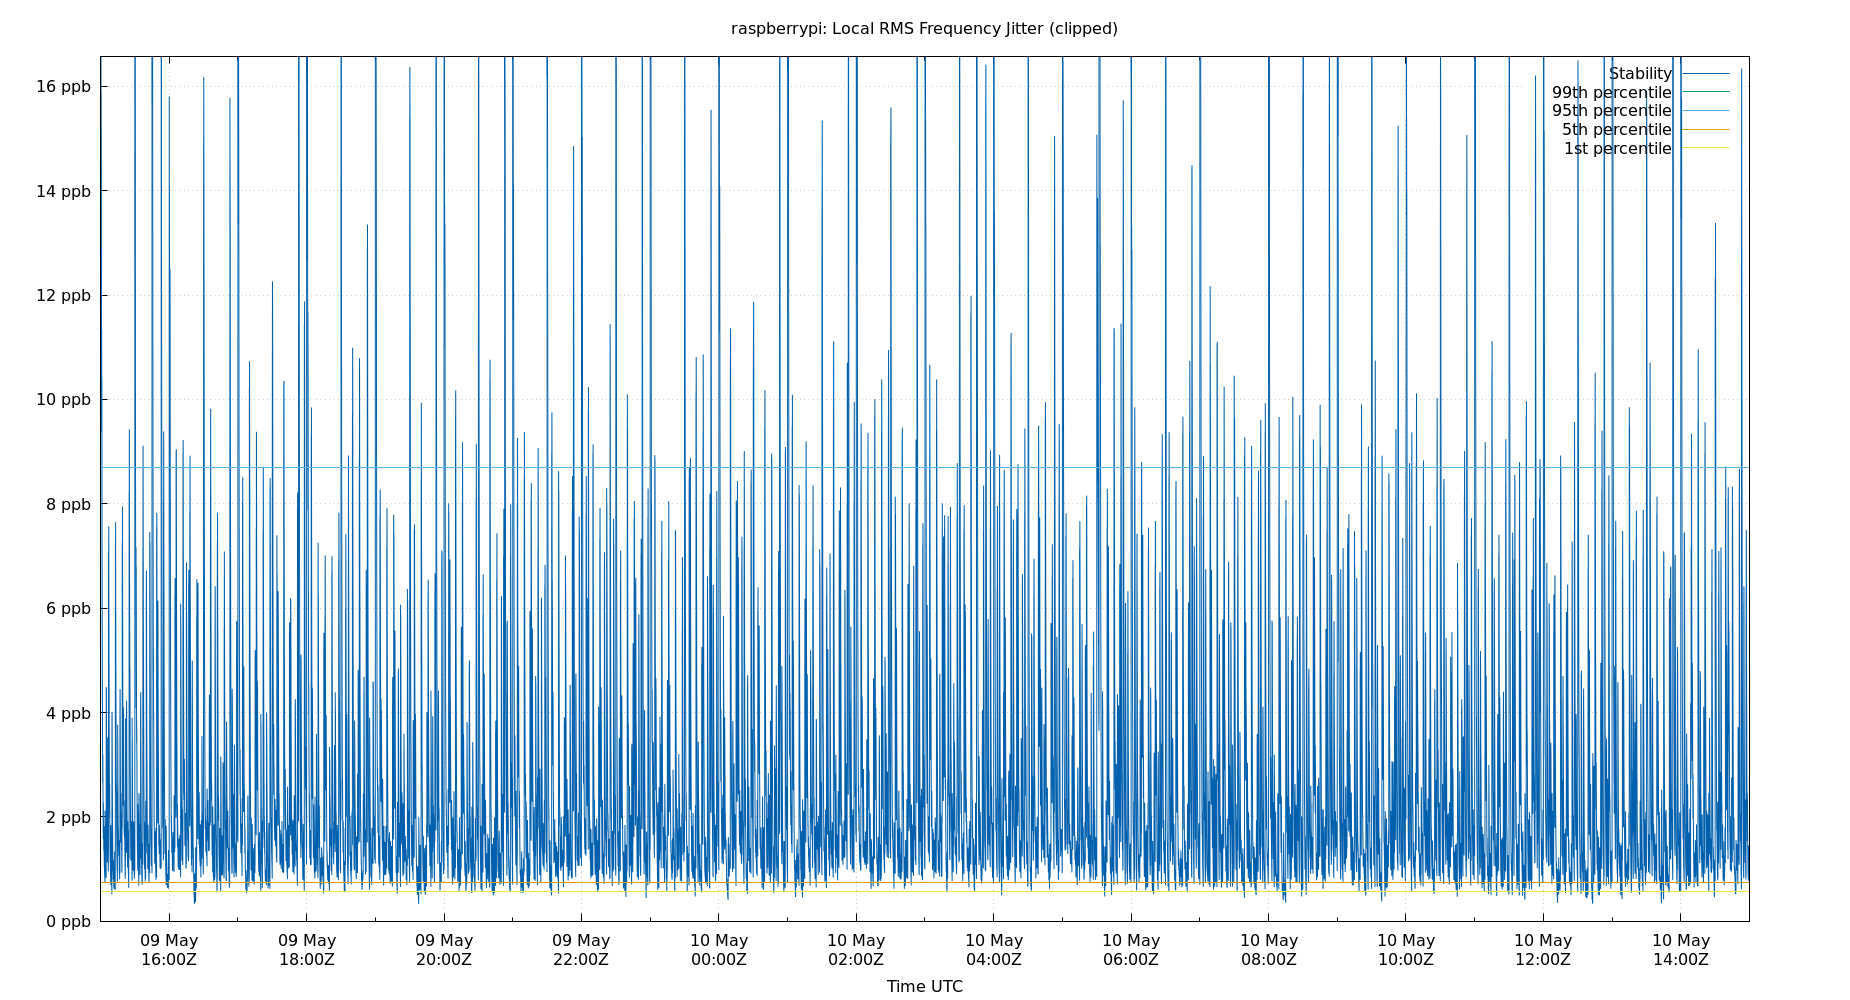 raspberrypi: Local RMS Frequency Jitter (clipped)
Stability
99th percentile
95th percentile
5th percentile
1st percentile
16 ppb
14 ppb
12 ppb
10 ppb
8 ppb
6 ppb
4 ppb
2 ppb
0 ppb
09 May 09 May 09 May 09 May 10 May 10 May 10 May 10 May 10 May 10 May 10 May 10 May
16:00Z 18:00Z 20:00Z 22:00Z 00:00Z 02:00Z 04:00Z 06:00Z 08:00Z 10:00Z 12:00Z 14:00Z
Time UTC